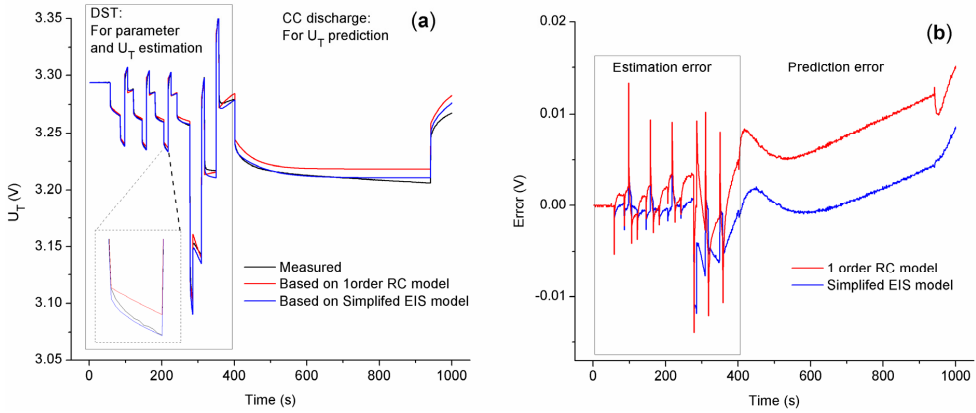 DST:
For parameter
and U_T estimation
CC discharge:
For U_T prediction
(a)
3.35
3.30
3.25
3.20
3.15
3.10
3.05
U_T (V)
Measured
Based on 1order RC model
Based on Simplifed EIS model
0
200
400
600
800
1000
Time (s)
(b)
Estimation error
Prediction error
0.02
0.01
0.00
-0.01
Error (V)
1 order RC model
Simplifed EIS model
0
200
400
600
800
1000
Time (s)